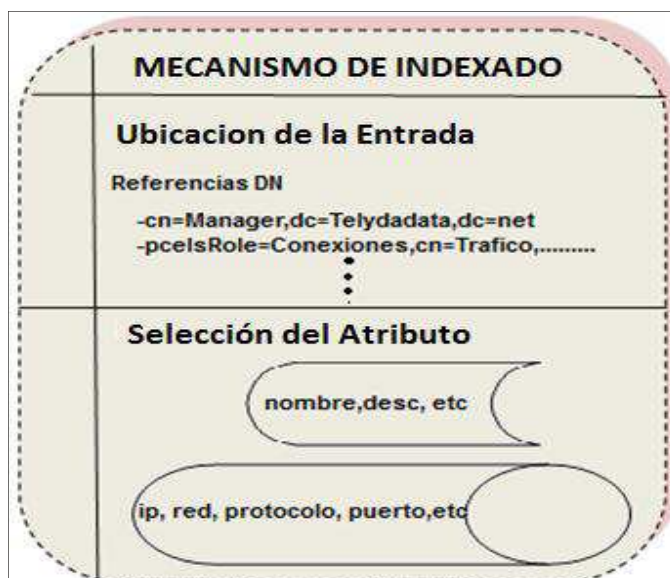 MECANISMO DE INDEXADO
Ubicacion de la Entrada
Referencias DN
-cn=Manager,dc=Telydadata,dc=net
-pcelsRole=Conexiones,cn=Trafico,.........
Selección del Atributo
nombre,desc, etc
ip, red, protocolo, puerto,etc